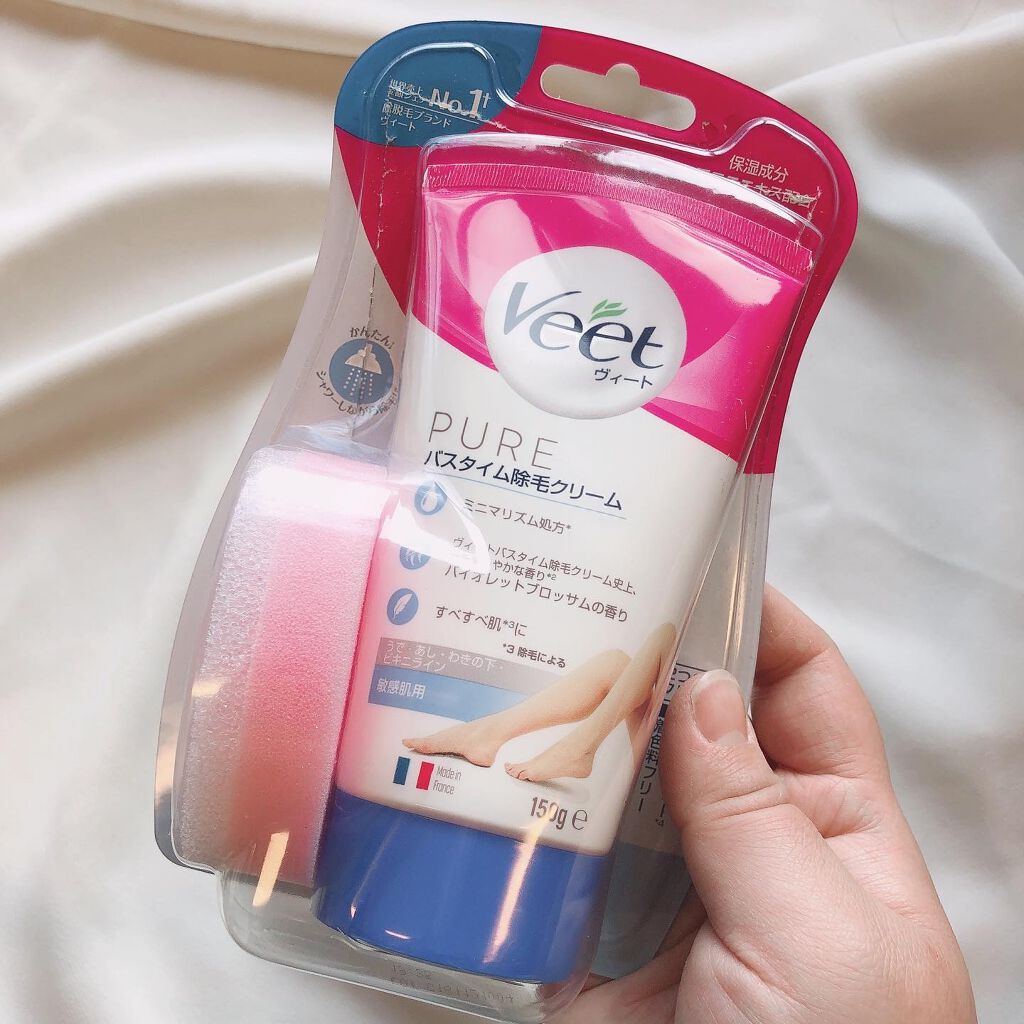 No.1†
除脱毛ブランド
ヴィート
保湿成分
エキス配合
Veet
ヴィート
かんたん!
PURE
バスタイム除毛クリーム
ミニマリズム処方*
ヴィートバスタイム除毛クリーム史上、
やかな香り*²
バイオレットブロッサムの香り
すべすべ肌*³に
*3 除毛による
うで・あし・わきの下・
ビキニライン
敏感肌用
Made in
France
150g ℮